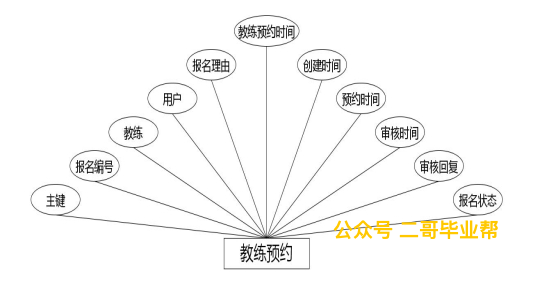 教练预约时间
报名理由
创建时间
用户
预约时间
教练
审核时间
报名编号
审核回复
主键
报名状态
公众号 二哥毕业帮
教练预约